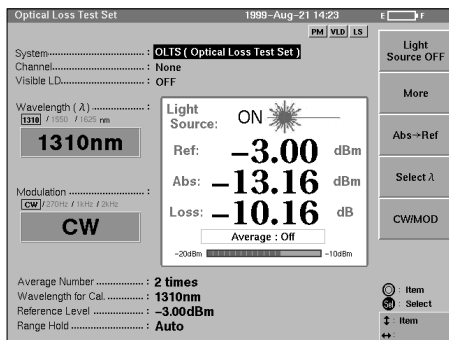 Optical Loss Test Set 1999-Aug-21 14:23 E F
PM VLD LS
System : OLTS ( Optical Loss Test Set )
Channel : None
Visible LD : OFF
Wavelength ( λ ) :
1310 / 1550 / 1625 nm
1310nm
Modulation :
CW / 270Hz / 1kHz / 2kHz
CW
Light Source: ON
Ref: −3.00 dBm
Abs: −13.16 dBm
Loss: −10.16 dB
Average : Off
−20dBm −10dBm
Average Number : 2 times
Wavelength for Cal. : 1310nm
Reference Level : −3.00dBm
Range Hold : Auto
Light
Source OFF
More
Abs→Ref
Select λ
CW/MOD
: Item
Sel : Select
↕ : Item
↔ :